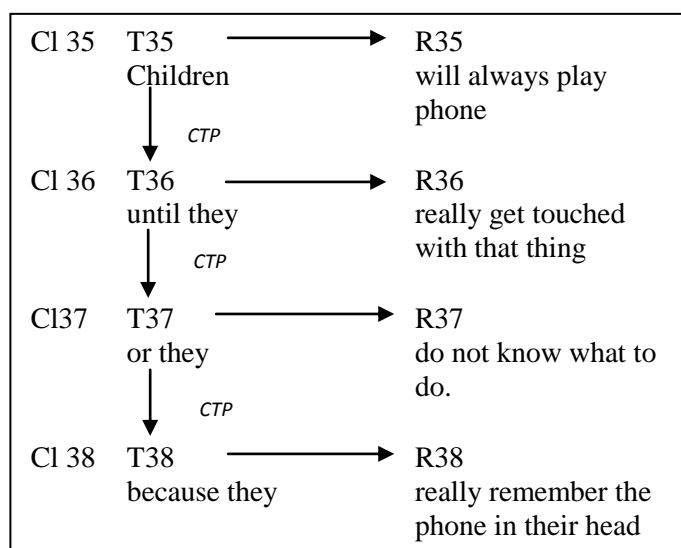 Cl 35 T35 R35
Children will always play
phone
CTP
Cl 36 T36 R36
until they really get touched
with that thing
CTP
Cl37 T37 R37
or they do not know what to
do.
CTP
Cl 38 T38 R38
because they really remember the
phone in their head